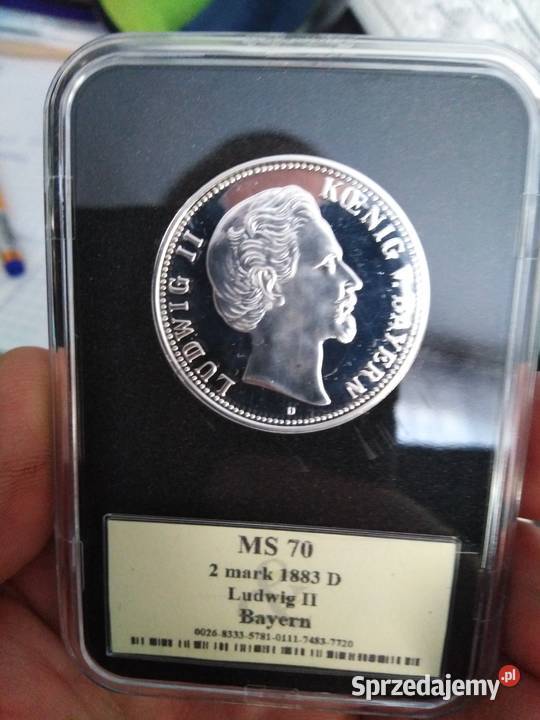 LUDWIG II KŒNIG V. BAYERN
D
MS 70
2 mark 1883 D
Ludwig II
Bayern
0026-8333-5781-0111-7483-7720
Sprzedajemy.pl